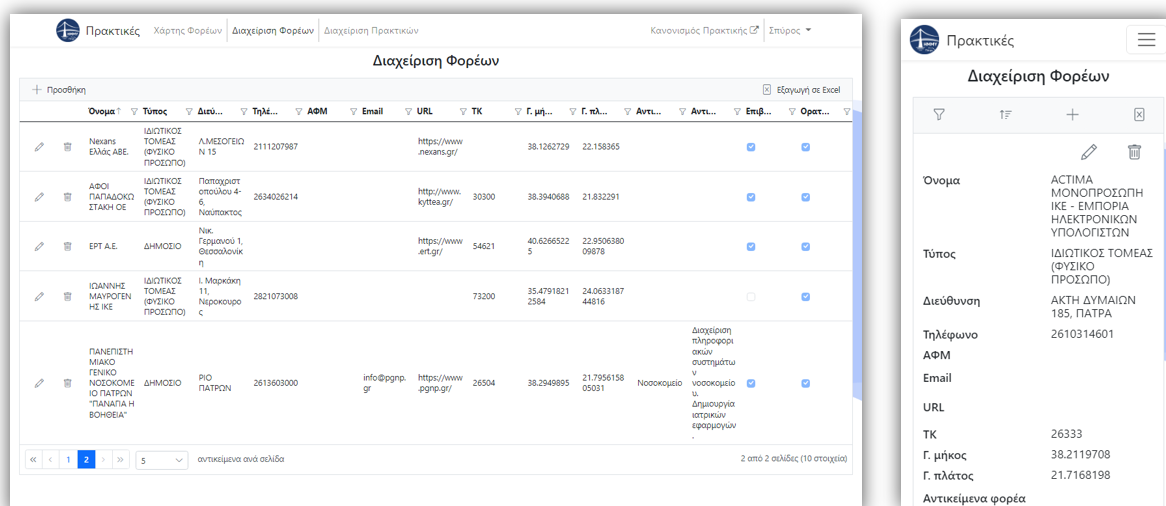 Πρακτικές Χάρτης Φορέων Διαχείριση Φορέων Διαχείριση Πρακτικών Κανονισμός Πρακτικής Σπύρος
Διαχείριση Φορέων
Προσθήκη Εξαγωγή σε Excel
Όνομα Τύπος Διεύ... Τηλέ... ΑΦΜ Email URL ΤΚ Γ. μή... Γ. πλ... Αντι... Αντι... Επιβ... Ορατ...
Nexans
Ελλάς ΑΒΕ.
ΙΔΙΩΤΙΚΟΣ
ΤΟΜΕΑΣ
(ΦΥΣΙΚΟ
ΠΡΟΣΩΠΟ)
Λ.ΜΕΣΟΓΕΙΩ
Ν 15
2111207987
https://www
.nexans.gr/
38.1262729
22.158365
ΑΦΟΙ
ΠΑΠΑΔΟΚΩ
ΣΤΑΚΗ ΟΕ
ΙΔΙΩΤΙΚΟΣ
ΤΟΜΕΑΣ
(ΦΥΣΙΚΟ
ΠΡΟΣΩΠΟ)
Παπαχριστ
οπούλου 4-
6,
Ναύπακτος
2634026214
http://www.
kyttea.gr/
30300
38.3940688
21.832291
ΕΡΤ Α.Ε.
ΔΗΜΟΣΙΟ
Νικ.
Γερμανού 1,
Θεσσαλονίκ
η
https://www
.ert.gr/
54621
40.6266522
5
22.9506380
09878
ΙΩΑΝΝΗΣ
ΜΑΥΡΟΓΕΝ
ΗΣ ΙΚΕ
ΙΔΙΩΤΙΚΟΣ
ΤΟΜΕΑΣ
(ΦΥΣΙΚΟ
ΠΡΟΣΩΠΟ)
Ι. Μαρκάκη
11,
Νεροκουρο
ς
2821073008
73200
35.4791821
2584
24.0633187
44816
ΠΑΝΕΠΙΣΤΗ
ΜΙΑΚΟ
ΓΕΝΙΚΟ
ΝΟΣΟΚΟΜΕ
ΙΟ ΠΑΤΡΩΝ
"ΠΑΝΑΓΙΑ Η
ΒΟΗΘΕΙΑ"
ΔΗΜΟΣΙΟ
ΡΙΟ
ΠΑΤΡΩΝ
2613603000
info@pgnp.
gr
https://www
.pgnp.gr/
26504
38.2949895
21.7956158
05031
Νοσοκομείο
Διαχείριση
πληροφορι
ακών
συστημάτω
ν
νοσοκομείο
υ.
Δημιουργία
ιατρικών
εφαρμογών
.
1 2 5 αντικείμενα ανά σελίδα 2 από 2 σελίδες (10 στοιχεία)
Πρακτικές
Διαχείριση Φορέων
Όνομα
ACTIMA
ΜΟΝΟΠΡΟΣΩΠΗ
ΙΚΕ - ΕΜΠΟΡΙΑ
ΗΛΕΚΤΡΟΝΙΚΩΝ
ΥΠΟΛΟΓΙΣΤΩΝ
Τύπος
ΙΔΙΩΤΙΚΟΣ ΤΟΜΕΑΣ
(ΦΥΣΙΚΟ
ΠΡΟΣΩΠΟ)
Διεύθυνση
ΑΚΤΗ ΔΥΜΑΙΩΝ
185, ΠΑΤΡΑ
Τηλέφωνο 2610314601
ΑΦΜ
Email
URL
ΤΚ 26333
Γ. μήκος 38.2119708
Γ. πλάτος 21.7168198
Αντικείμενα φορέα